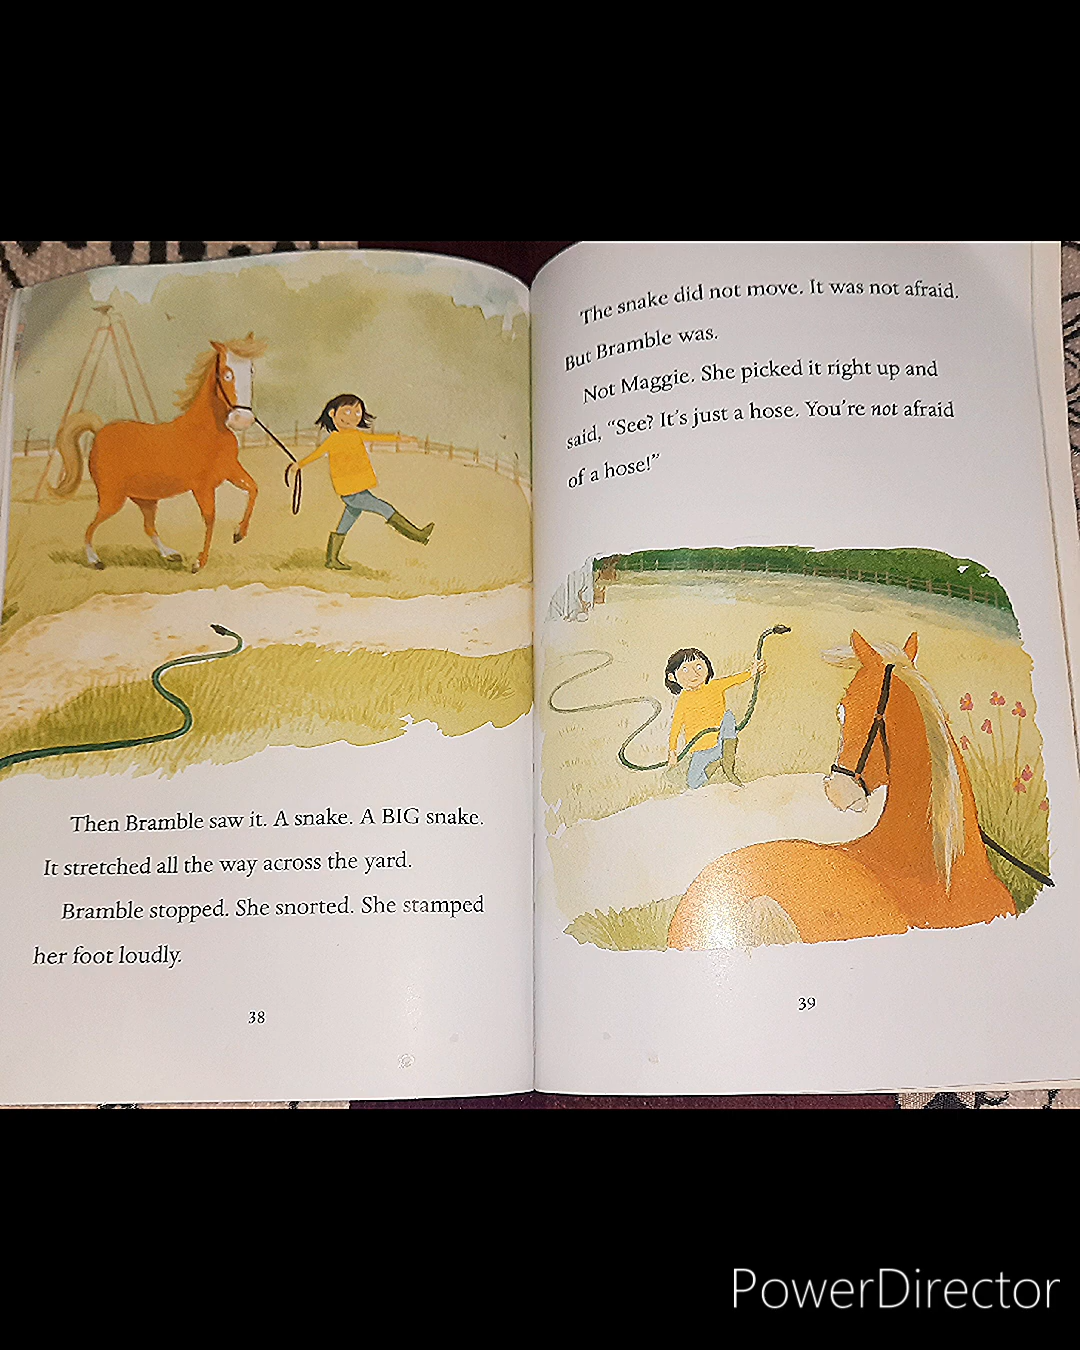 Then Bramble saw it. A snake. A BIG snake.
It stretched all the way across the yard.
Bramble stopped. She snorted. She stamped
her foot loudly.
38
The snake did not move. It was not afraid.
But Bramble was.
Not Maggie. She picked it right up and
said, “See? It’s just a hose. You’re not afraid
of a hose!”
39
PowerDirector